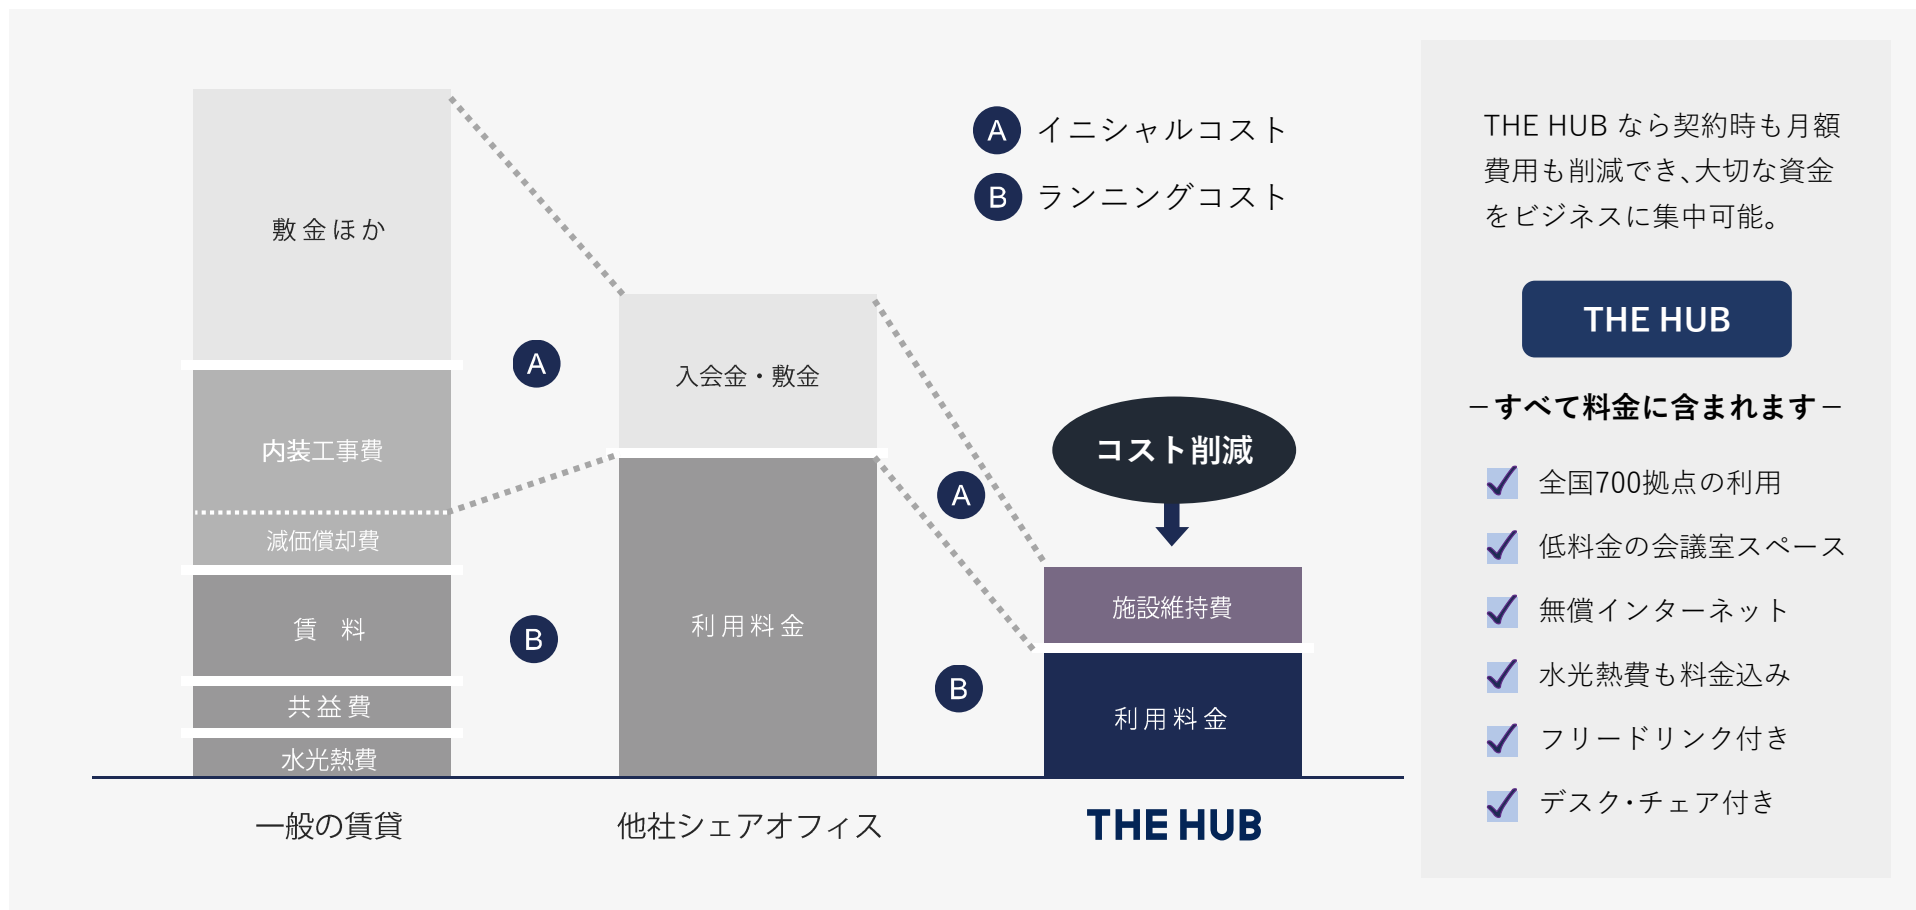 敷金ほか
内装工事費
減価償却費
賃　料
共益費
水光熱費
一般の賃貸
A
B
入会金・敷金
利用料金
他社シェアオフィス
A
B
A イニシャルコスト
B ランニングコスト
コスト削減
施設維持費
利用料金
THE HUB
THE HUB なら契約時も月額
費用も削減でき、大切な資金
をビジネスに集中可能。
THE HUB
－すべて料金に含まれます－
全国700拠点の利用
低料金の会議室スペース
無償インターネット
水光熱費も料金込み
フリードリンク付き
デスク・チェア付き